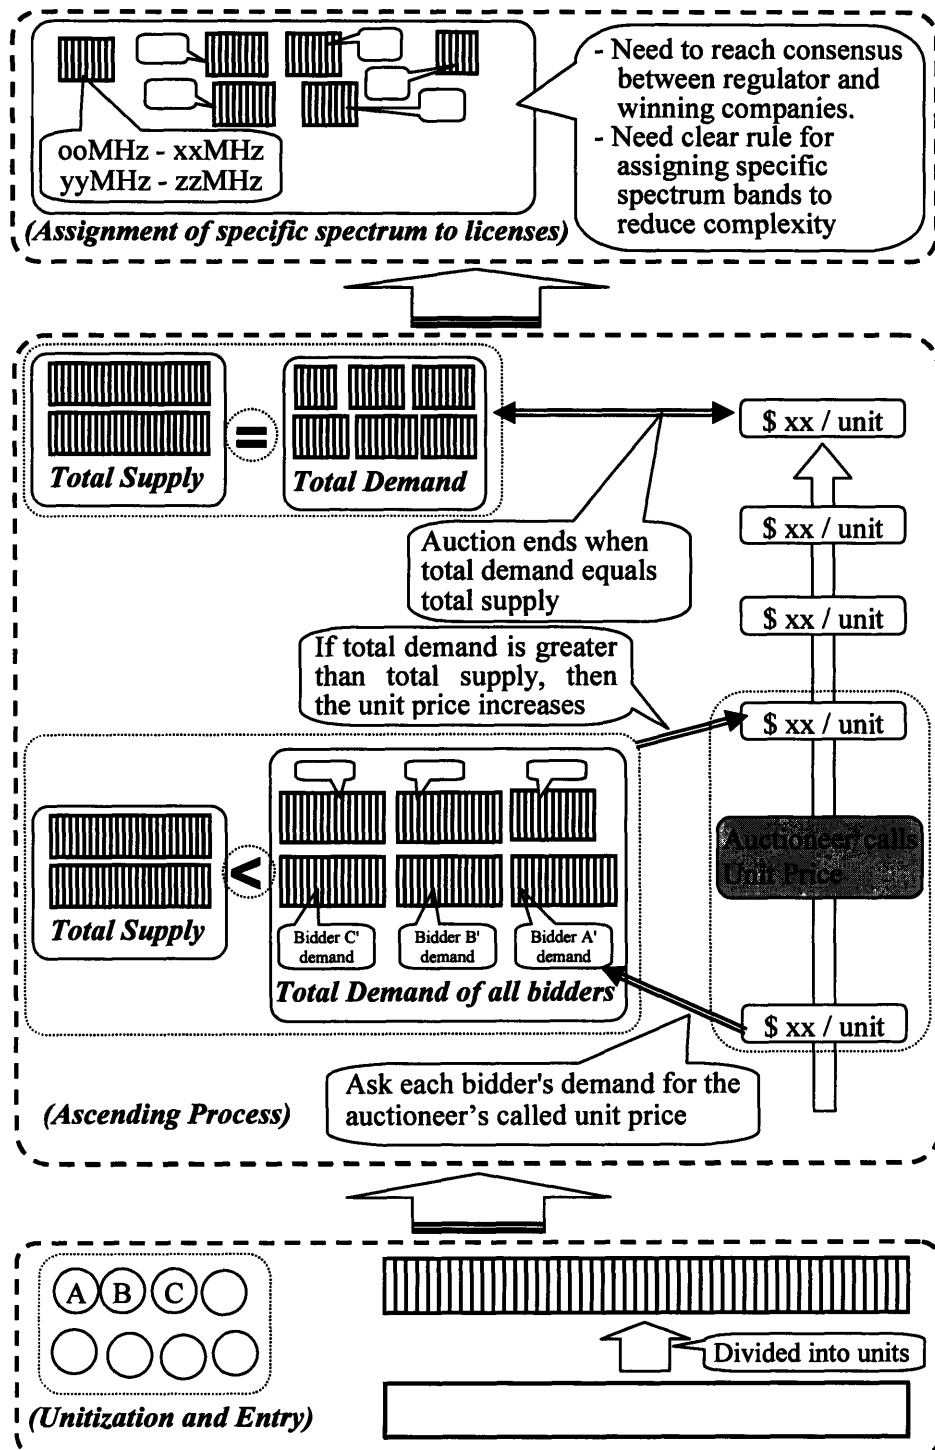 - Need to reach consensus
between regulator and
winning companies.
- Need clear rule for
assigning specific
spectrum bands to
reduce complexity
ooMHz - xxMHz
yyMHz - zzMHz
(Assignment of specific spectrum to licenses)
Total Supply
=
Total Demand
$ xx / unit
Auction ends when
total demand equals
total supply
$ xx / unit
$ xx / unit
If total demand is greater
than total supply, then
the unit price increases
$ xx / unit
Total Supply
<
Bidder C'
demand
Bidder B'
demand
Bidder A'
demand
Total Demand of all bidders
Auctioneer calls
Unit Price
$ xx / unit
Ask each bidder's demand for the
auctioneer's called unit price
(Ascending Process)
A B C
Divided into units
(Unitization and Entry)